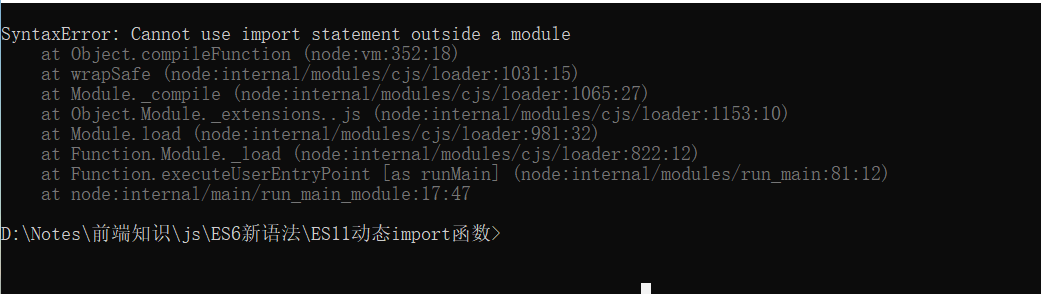 SyntaxError: Cannot use import statement outside a module
    at Object.compileFunction (node:vm:352:18)
    at wrapSafe (node:internal/modules/cjs/loader:1031:15)
    at Module._compile (node:internal/modules/cjs/loader:1065:27)
    at Object.Module._extensions..js (node:internal/modules/cjs/loader:1153:10)
    at Module.load (node:internal/modules/cjs/loader:981:32)
    at Function.Module._load (node:internal/modules/cjs/loader:822:12)
    at Function.executeUserEntryPoint [as runMain] (node:internal/modules/run_main:81:12)
    at node:internal/main/run_main_module:17:47
D:\Notes\前端知识\js\ES6新语法\ES11动态import函数>